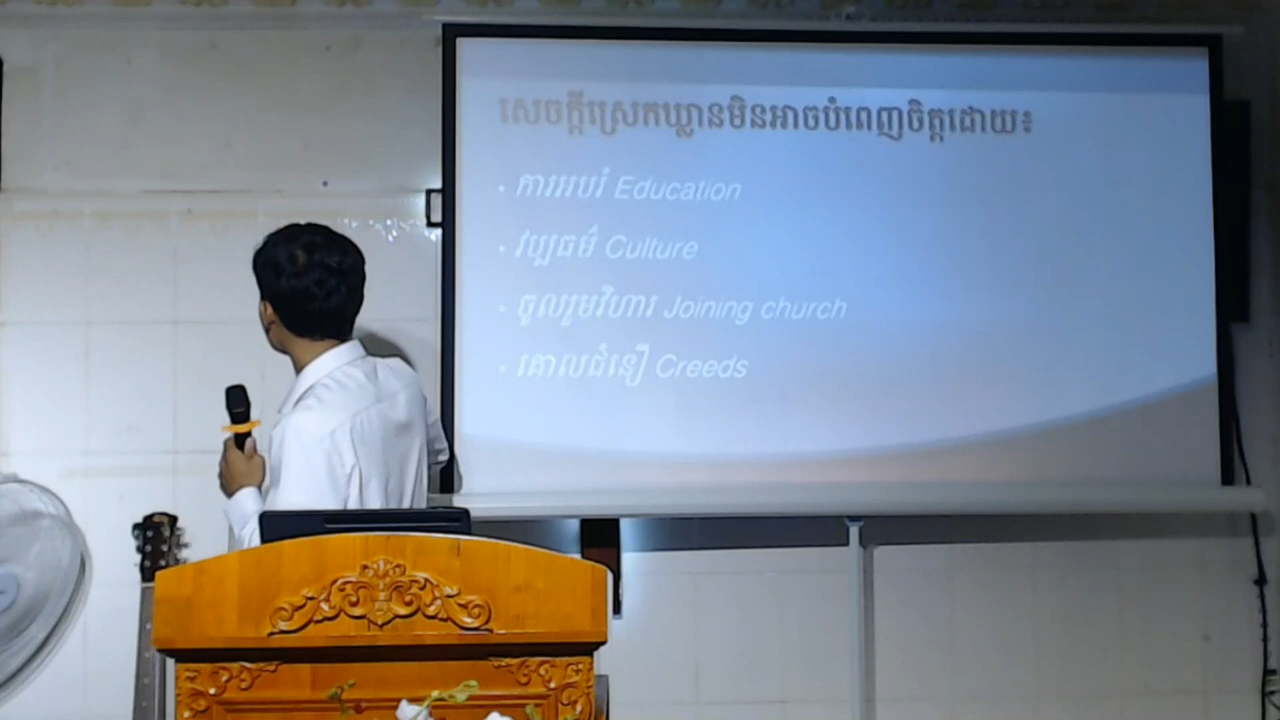 សេចក្ដីស្រេកឃ្លានមិនអាចបំពេញចិត្តដោយ៖
• ការអប់រំ Education
• វប្បធម៌ Culture
• ចូលរួមវិហារ Joining church
• គោលជំនឿ Creeds